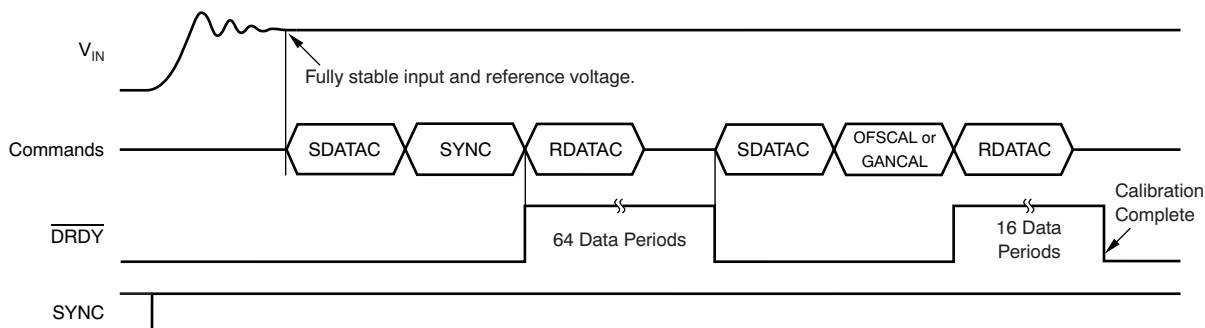 V_IN
Fully stable input and reference voltage.
Commands
SDATAC
SYNC
RDATAC
SDATAC
OFSCAL or
GANCAL
RDATAC
Calibration
Complete
DRDY
64 Data Periods
16 Data
Periods
SYNC